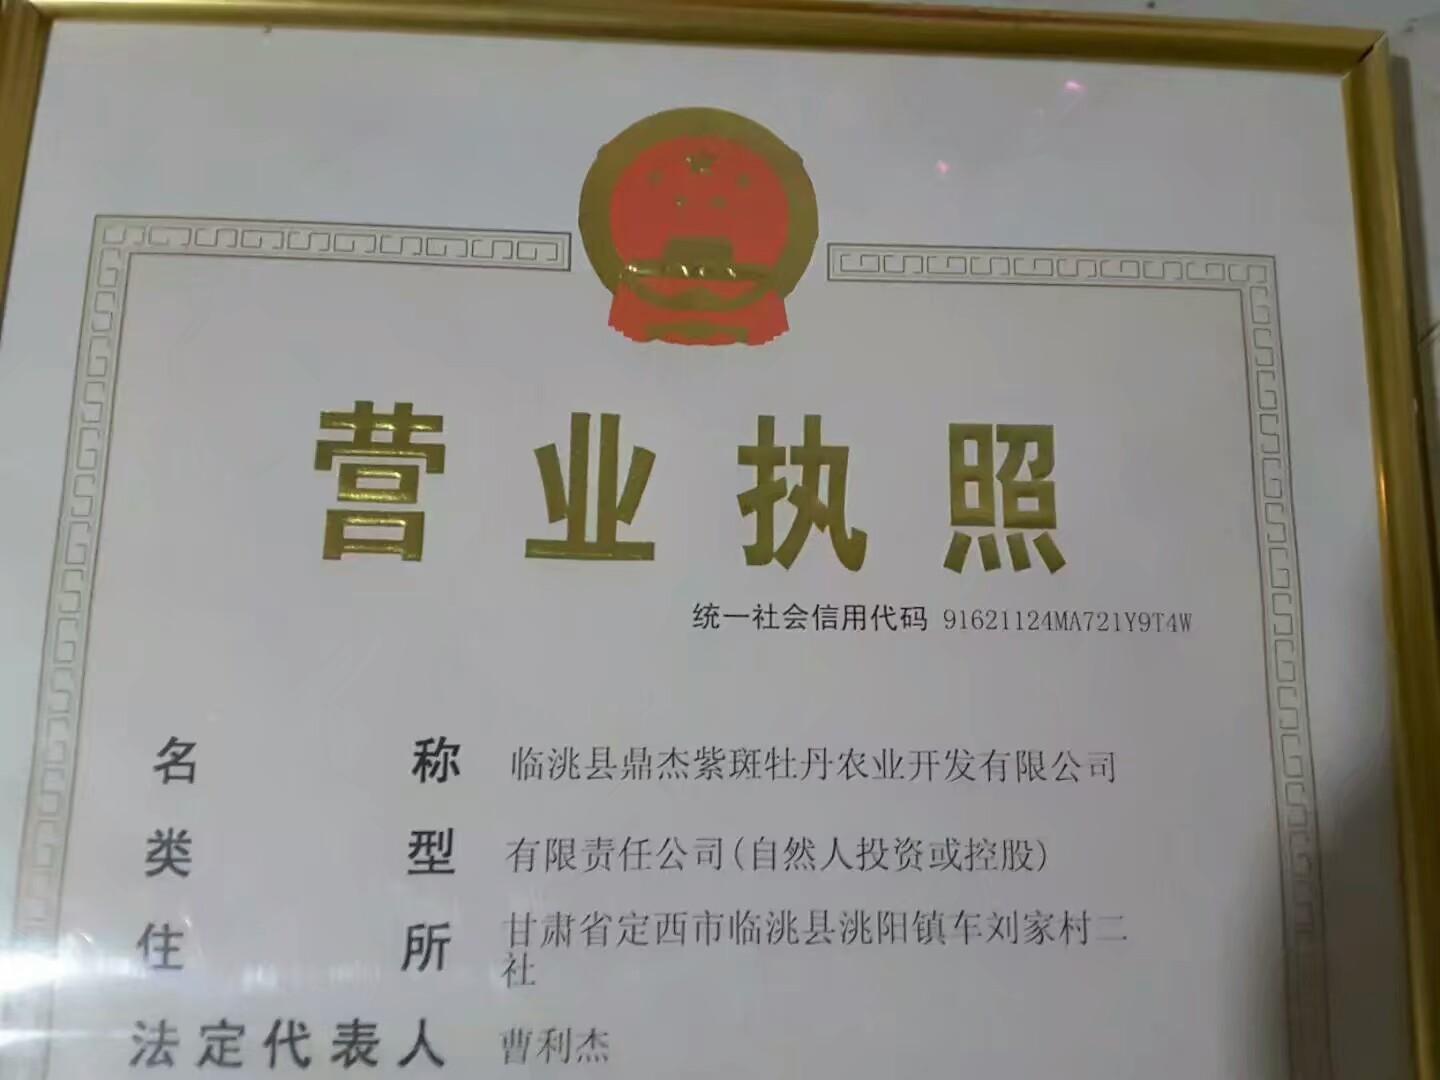 营业执照
统一社会信用代码 91621124MA721Y9T4W
名称 临洮县鼎杰紫斑牡丹农业开发有限公司
类型 有限责任公司(自然人投资或控股)
住所 甘肃省定西市临洮县洮阳镇车刘家村二
社
法定代表人 曹利杰